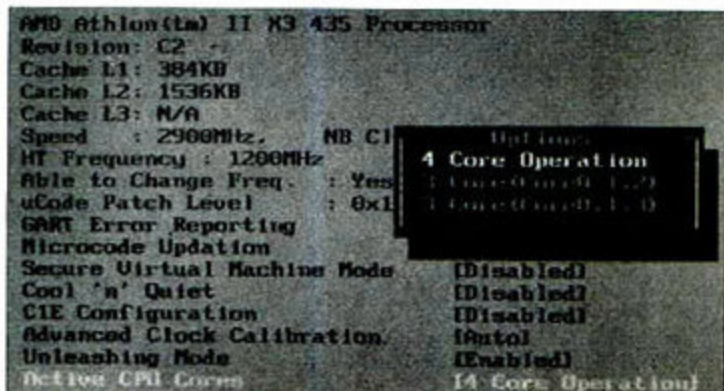 AMD Athlon(tm) II X3 435 Processor
Revision: C2
Cache L1: 384KB
Cache L2: 1536KB
Cache L3: N/A
Speed : 2900MHz, NB Cl
HT Frequency : 1200MHz
Able to Change Freq. : Yes
uCode Patch Level : 0x1
GART Error Reporting
Microcode Updation
Secure Virtual Machine Mode [Disabled]
Cool 'n' Quiet [Disabled]
C1E Configuration [Disabled]
Advanced Clock Calibration [Auto]
Unleashing Mode [Enabled]
Active CPU Cores [4 Core Operation]
Options
4 Core Operation